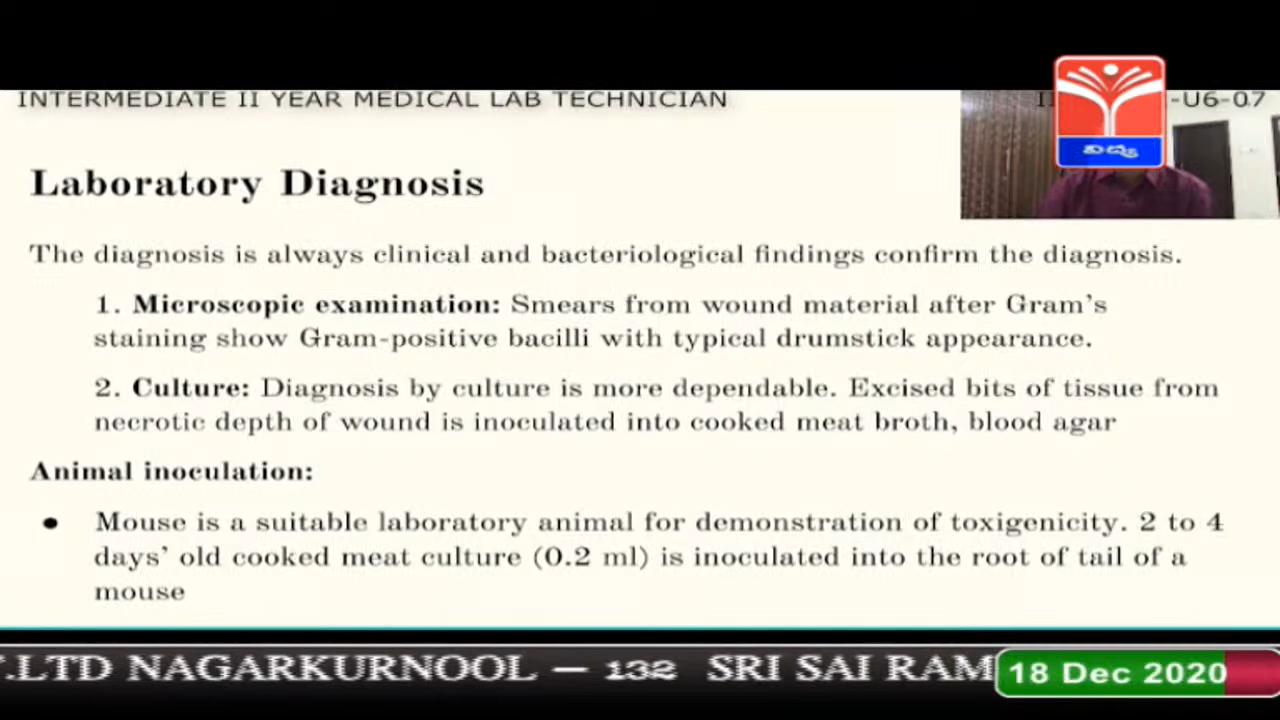 INTERMEDIATE II YEAR MEDICAL LAB TECHNICIAN
-U6-07
విద్య
Laboratory Diagnosis
The diagnosis is always clinical and bacteriological findings confirm the diagnosis.
1. Microscopic examination: Smears from wound material after Gram's
staining show Gram-positive bacilli with typical drumstick appearance.
2. Culture: Diagnosis by culture is more dependable. Excised bits of tissue from
necrotic depth of wound is inoculated into cooked meat broth, blood agar
Animal inoculation:
● Mouse is a suitable laboratory animal for demonstration of toxigenicity. 2 to 4
days' old cooked meat culture (0.2 ml) is inoculated into the root of tail of a
mouse
.LTD NAGARKURNOOL – 132 SRI SAI RAM
18 Dec 2020